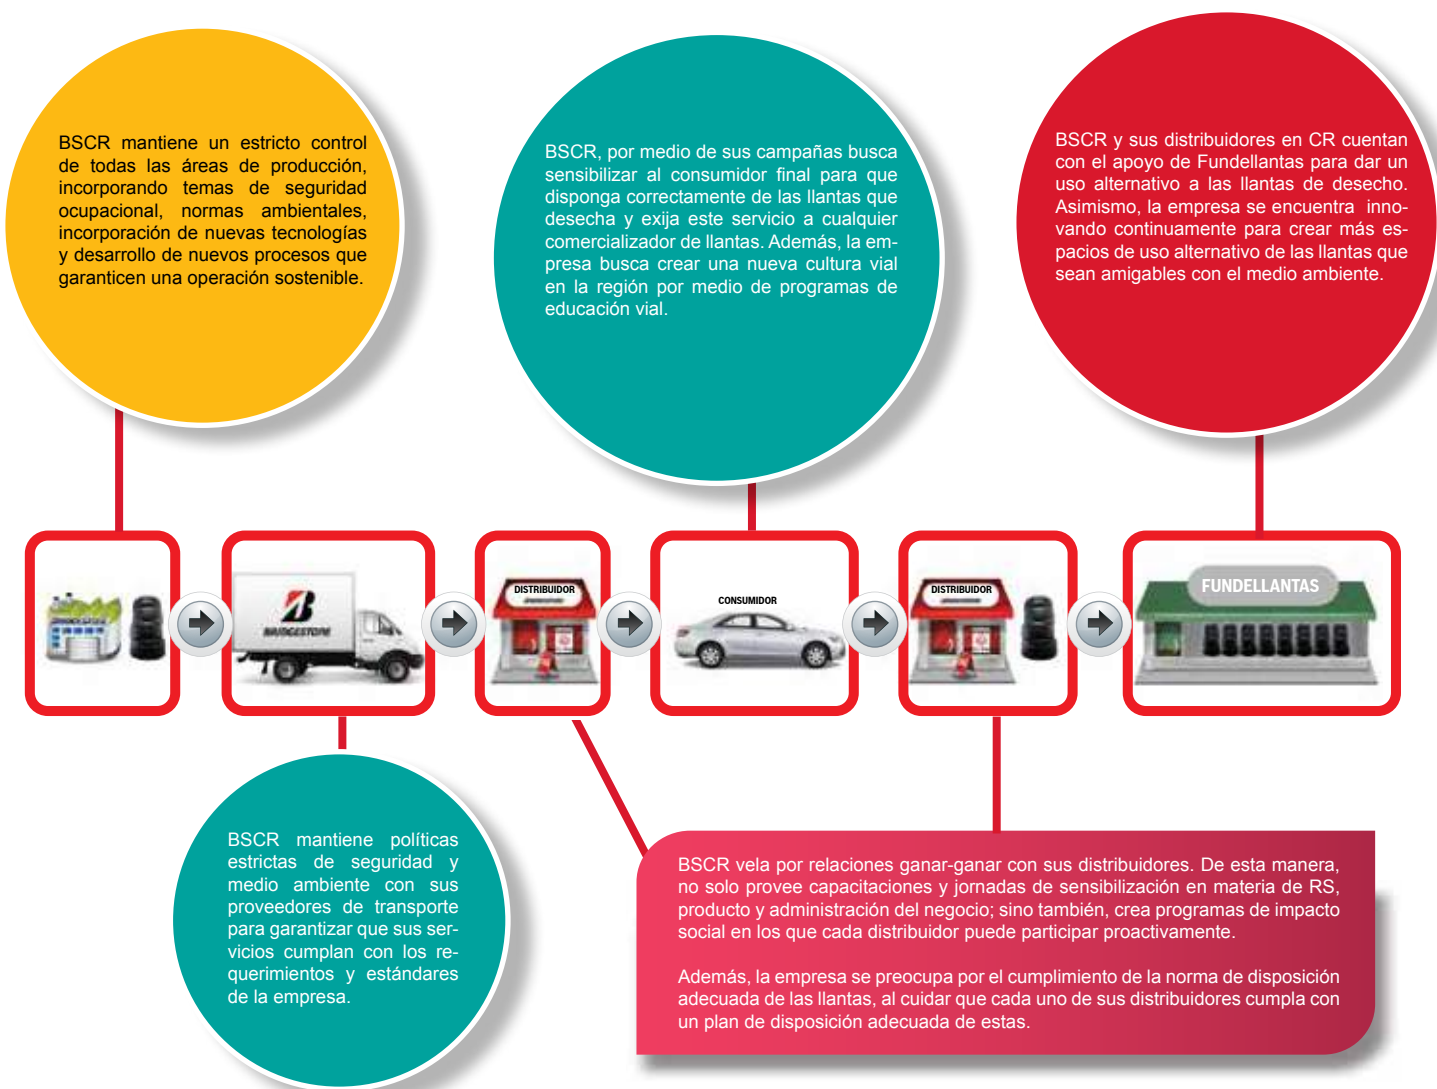 BSCR mantiene un estricto control
de todas las áreas de producción,
incorporando temas de seguridad
ocupacional, normas ambientales,
incorporación de nuevas tecnologías
y desarrollo de nuevos procesos que
garanticen una operación sostenible.
BSCR, por medio de sus campañas busca
sensibilizar al consumidor final para que
disponga correctamente de las llantas que
desecha y exija este servicio a cualquier
comercializador de llantas. Además, la em-
presa busca crear una nueva cultura vial
en la región por medio de programas de
educación vial.
BSCR y sus distribuidores en CR cuentan
con el apoyo de Fundellantas para dar un
uso alternativo a las llantas de desecho.
Asimismo, la empresa se encuentra inno-
vando continuamente para crear más es-
pacios de uso alternativo de las llantas que
sean amigables con el medio ambiente.
BRIDGESTONE
DISTRIBUIDOR
CONSUMIDOR
DISTRIBUIDOR
FUNDELLANTAS
BSCR mantiene políticas
estrictas de seguridad y
medio ambiente con sus
proveedores de transporte
para garantizar que sus ser-
vicios cumplan con los re-
querimientos y estándares
de la empresa.
BSCR vela por relaciones ganar-ganar con sus distribuidores. De esta manera,
no solo provee capacitaciones y jornadas de sensibilización en materia de RS,
producto y administración del negocio; sino también, crea programas de impacto
social en los que cada distribuidor puede participar proactivamente.
Además, la empresa se preocupa por el cumplimiento de la norma de disposición
adecuada de las llantas, al cuidar que cada uno de sus distribuidores cumpla con
un plan de disposición adecuada de estas.